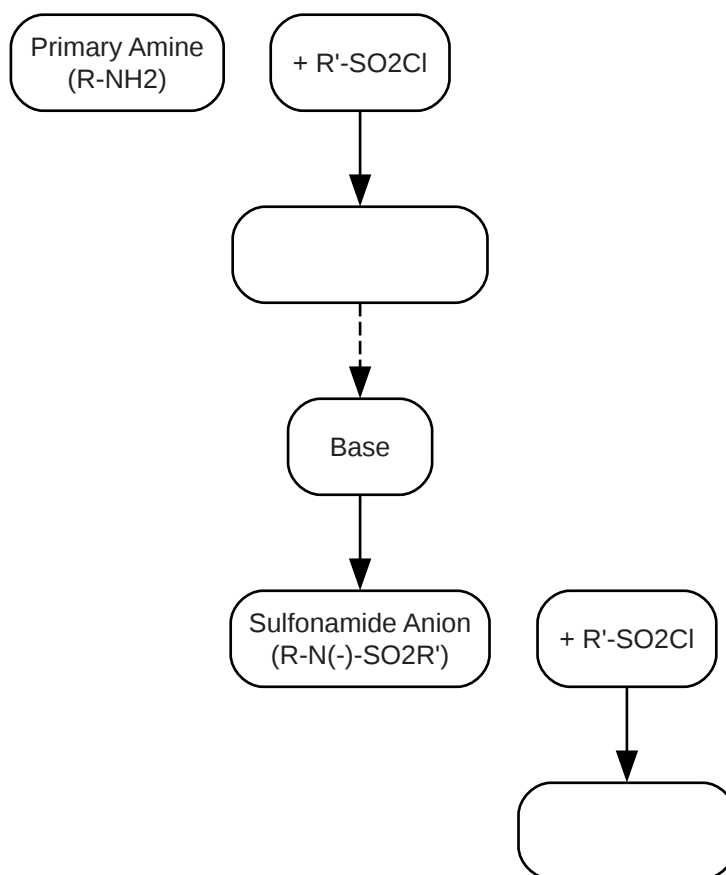 Primary Amine
(R-NH2)
+ R'-SO2Cl
Base
Sulfonamide Anion
(R-N(-)-SO2R')
+ R'-SO2Cl